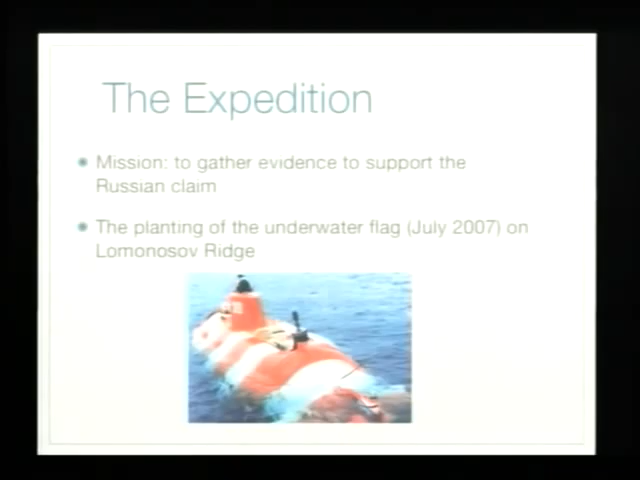 The Expedition
Mission: to gather evidence to support the
Russian claim
The planting of the underwater flag (July 2007) on
Lomonosov Ridge